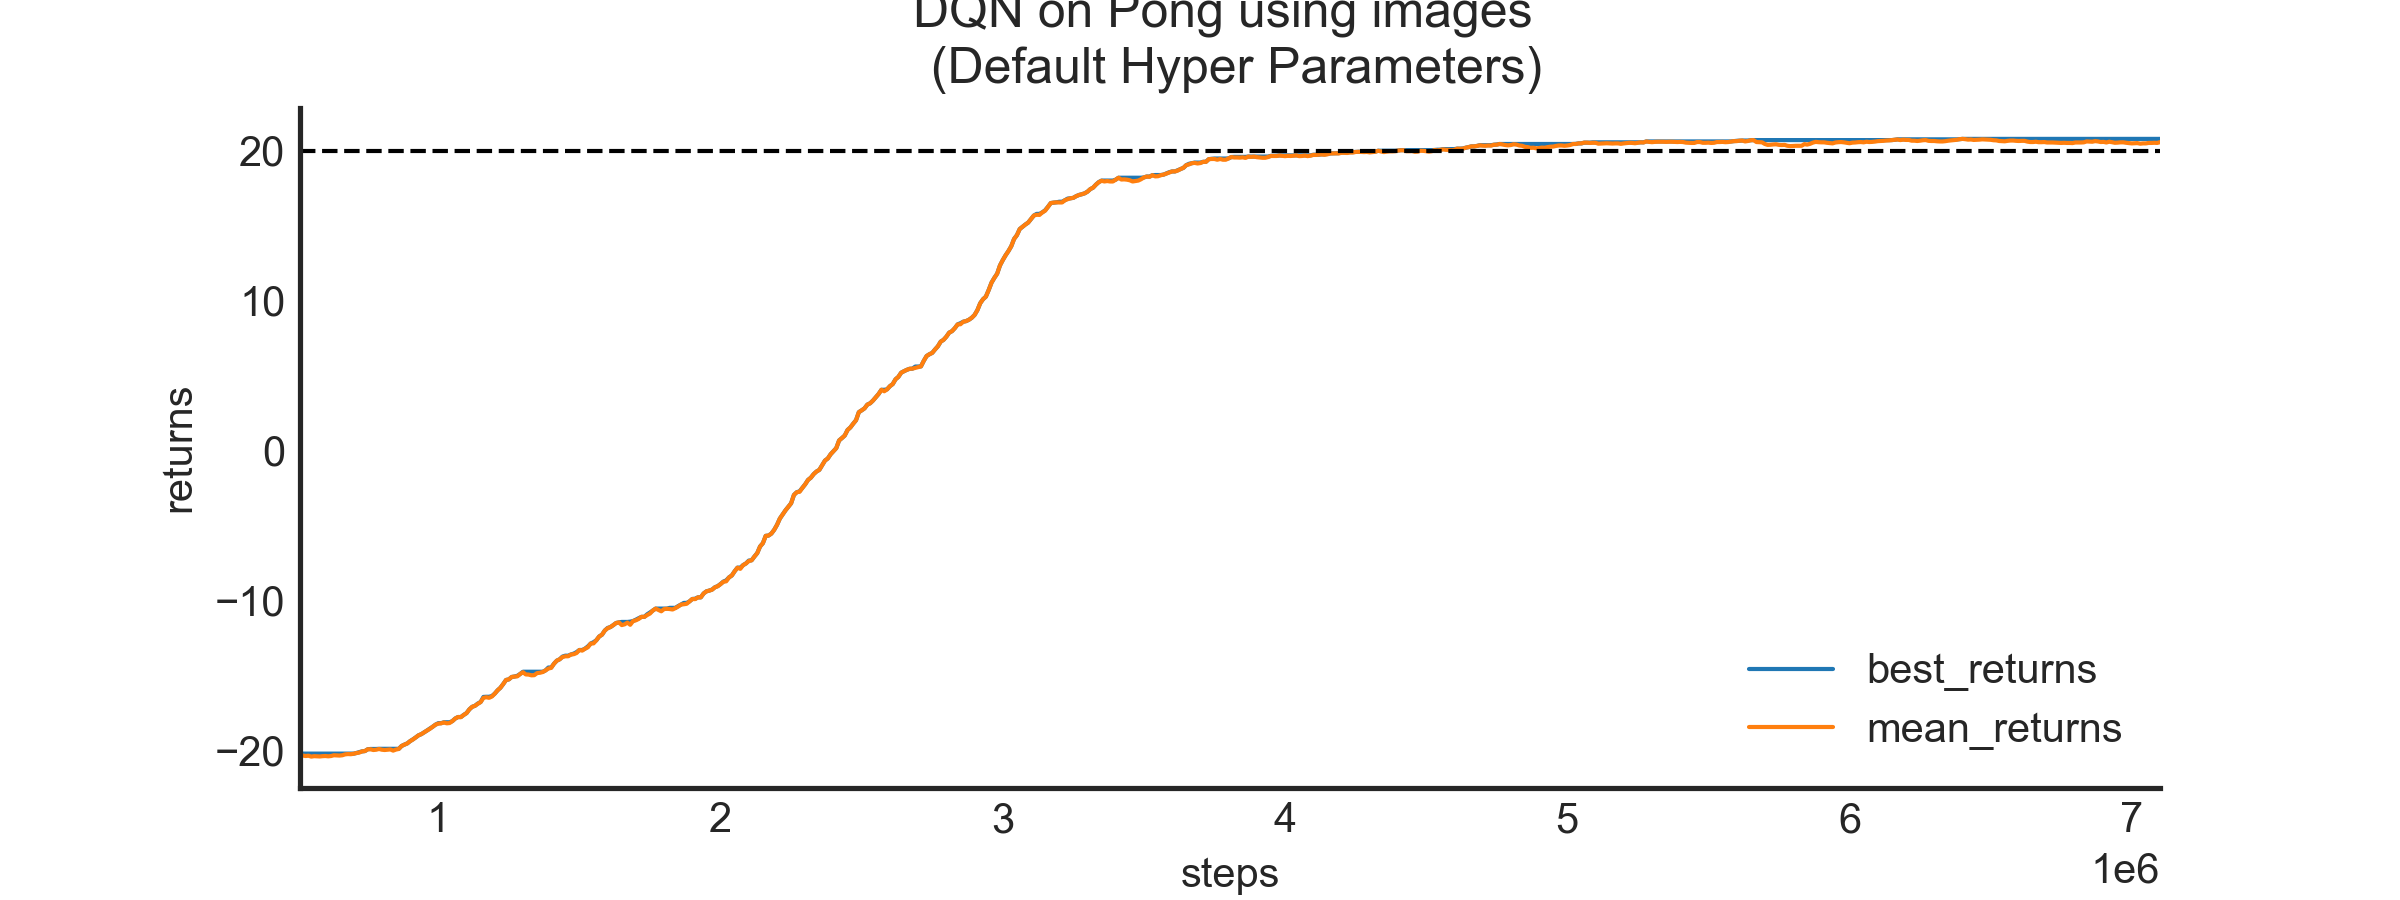 DQN on Pong using images
(Default Hyper Parameters)
20
10
0
−10
−20
returns
best_returns
mean_returns
1 2 3 4 5 6 7
1e6
steps